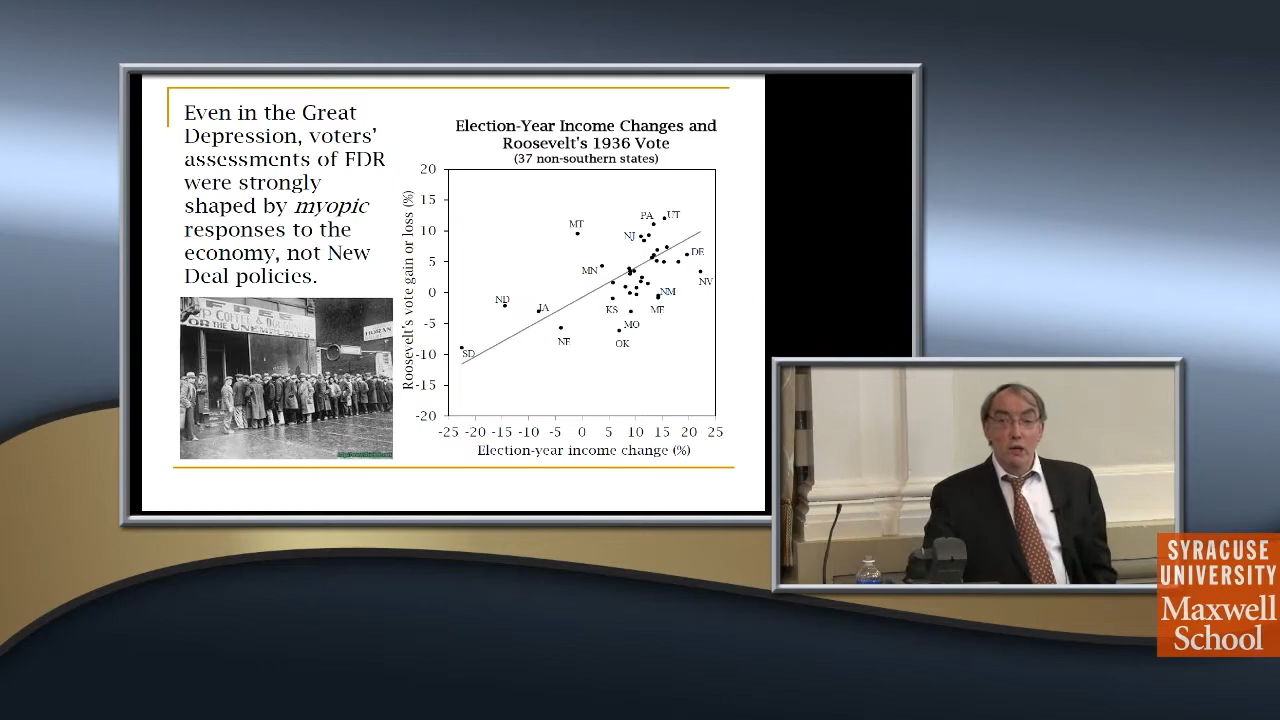 Even in the Great
Depression, voters'
assessments of FDR
were strongly
shaped by myopic
responses to the
economy, not New
Deal policies.
FREE
COFFEE &
FOR THE UNEMPLOYED
Election-Year Income Changes and
Roosevelt's 1936 Vote
(37 non-southern states)
Roosevelt's vote gain or loss (%)
20
15
10
5
0
-5
-10
-15
-20
MT
PA
UT
NJ
DE
MN
NV
ND
IA
KS
NM
ME
MO
NE
OK
SD
-25 -20 -15 -10 -5 0 5 10 15 20 25
Election-year income change (%)
SYRACUSE
UNIVERSITY
Maxwell
School